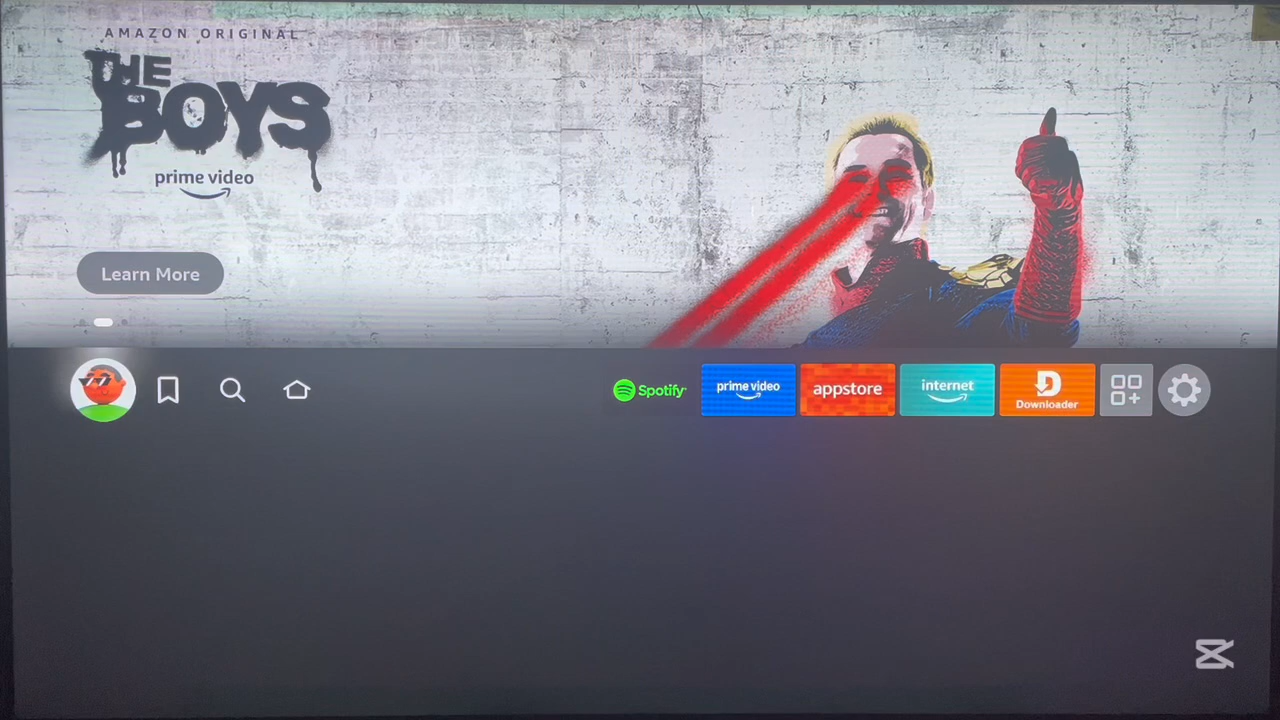 AMAZON ORIGINAL
THE
BOYS
prime video
Learn More
Spotify
prime video
appstore
internet
Downloader